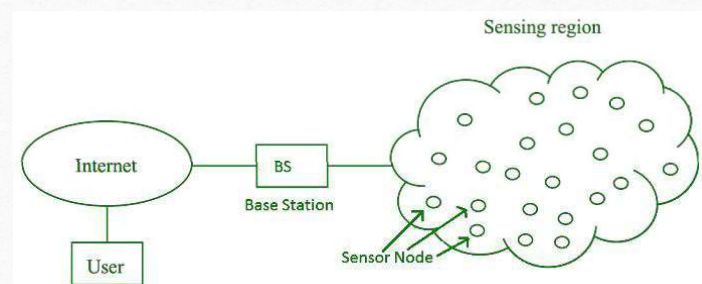 Sensing region
Internet
BS
Base Station
Sensor Node
User